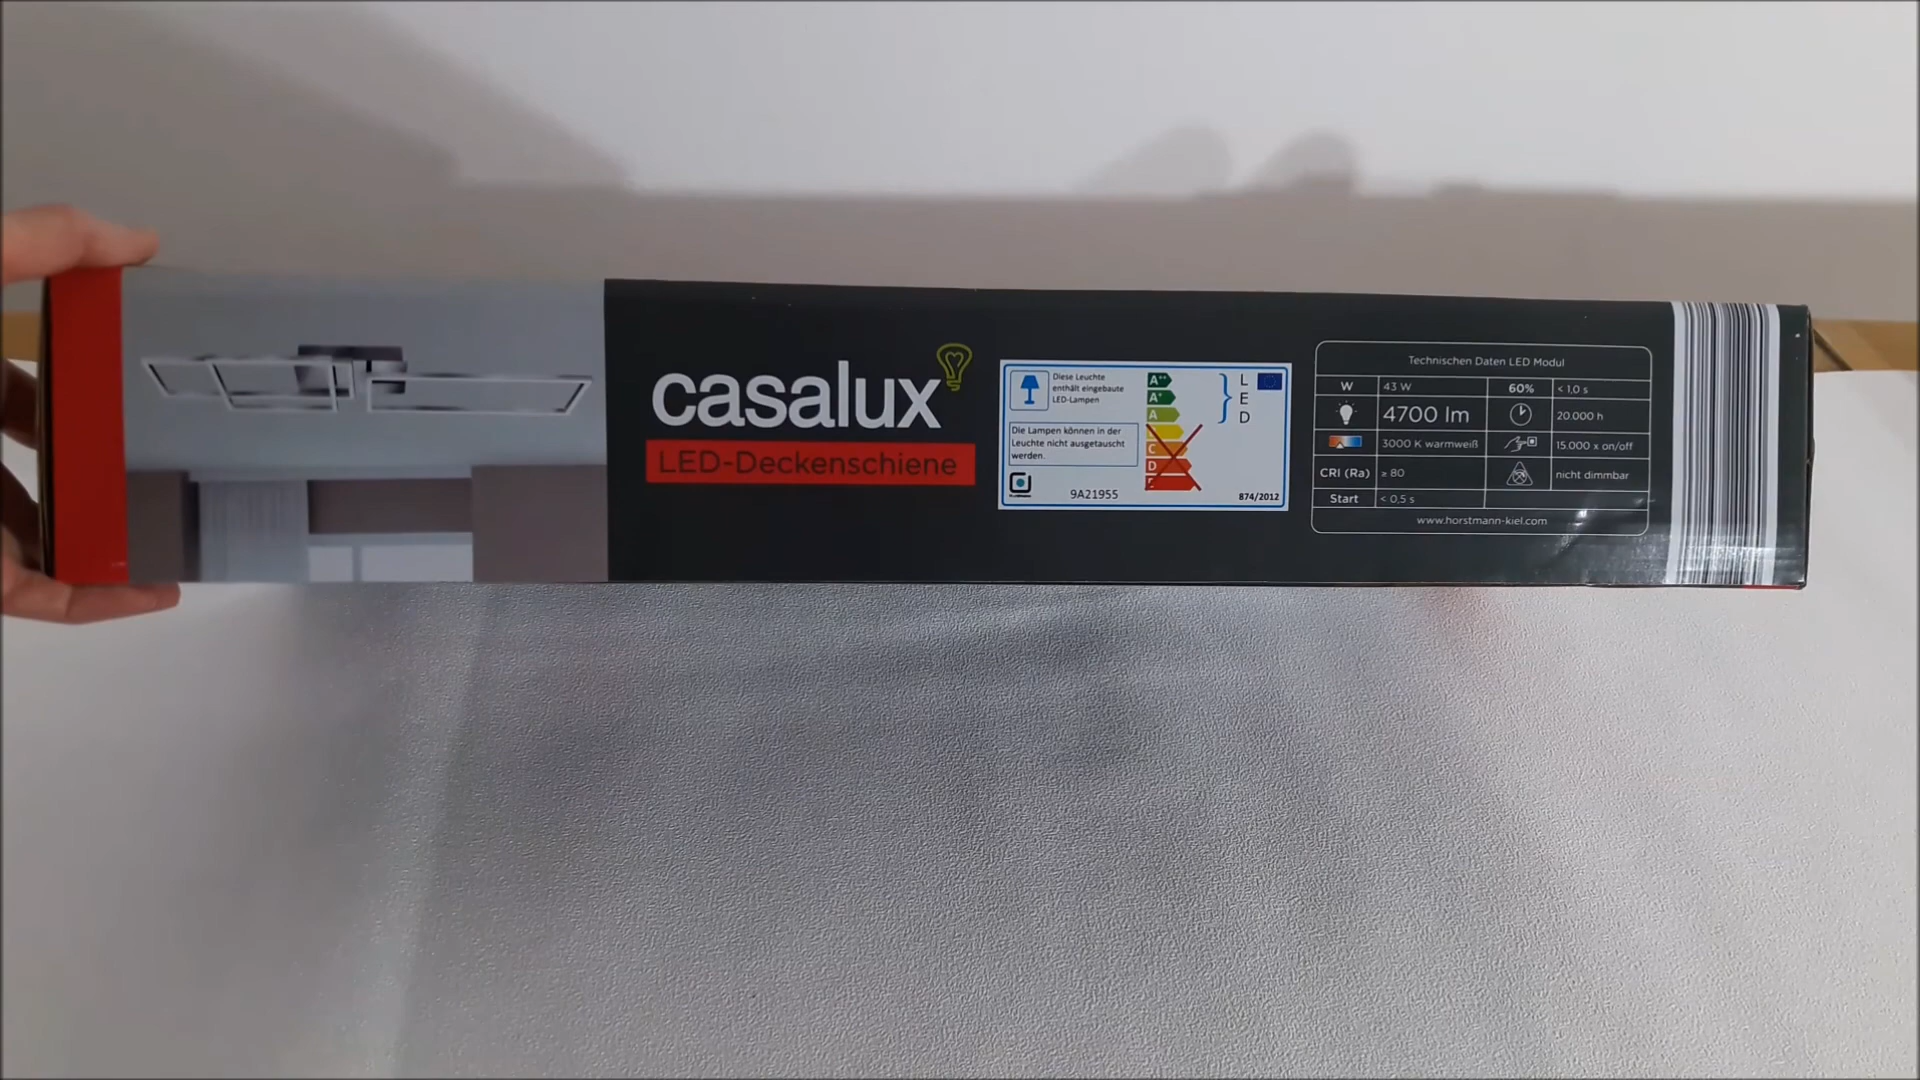 casalux
LED-Deckenschiene
Diese Leuchte
enthält eingebaute
LED-Lampen
Die Lampen können in der
Leuchte nicht ausgetauscht
werden.
A++
A+
A
C
D
L
E
D
9A21955
874/2012
Technischen Daten LED Modul
W 43 W 60% < 1,0 s
4700 lm 20.000 h
3000 K warmweiß 15.000 x on/off
CRI (Ra) ≥ 80 nicht dimmbar
Start < 0,5 s
www.horstmann-kiel.com